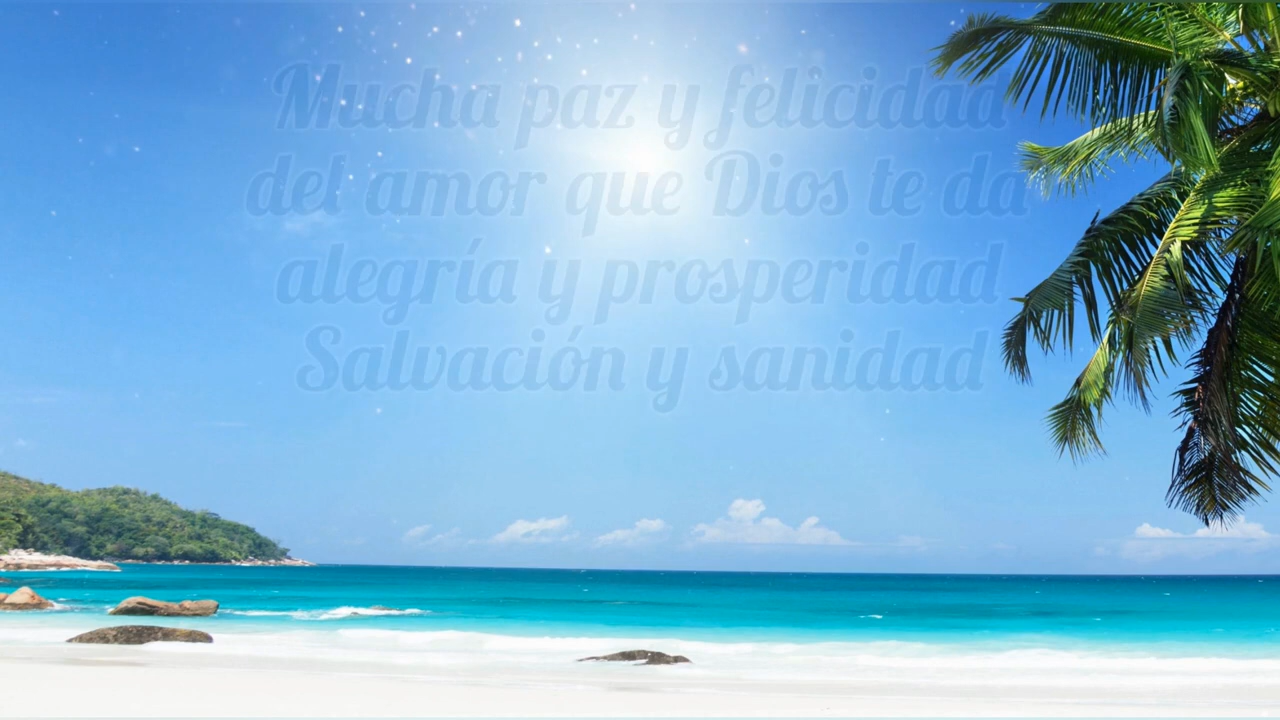 Mucha paz y felicidad
del amor que Dios te da
alegría y prosperidad
Salvación y sanidad